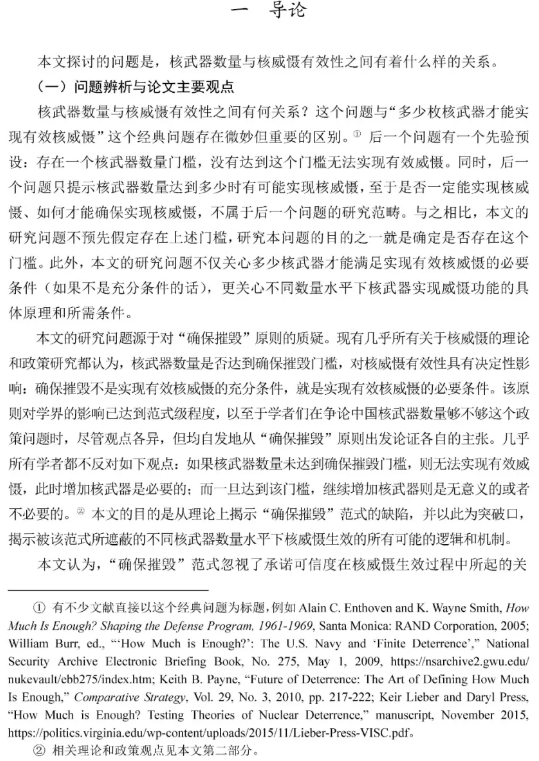 一　导论
本文探讨的问题是，核武器数量与核威慑有效性之间有着什么样的关系。
（一）问题辨析与论文主要观点
核武器数量与核威慑有效性之间有何关系？这个问题与“多少枚核武器才能实
现有效核威慑”这个经典问题存在微妙但重要的区别。① 后一个问题有一个先验预
设：存在一个核武器数量门槛，没有达到这个门槛无法实现有效威慑。同时，后一
个问题只提示核武器数量达到多少时有可能实现核威慑，至于是否一定能实现核威
慑、如何才能确保实现核威慑，不属于后一个问题的研究范畴。与之相比，本文的
研究问题不预先假定存在上述门槛，研究本问题的目的之一就是确定是否存在这个
门槛。此外，本文的研究问题不仅关心多少核武器才能满足实现有效核威慑的必要
条件（如果不是充分条件的话），更关心不同数量水平下核武器实现威慑功能的具
体原理和所需条件。
本文的研究问题源于对“确保摧毁”原则的质疑。现有几乎所有关于核威慑的理论
和政策研究都认为，核武器数量是否达到确保摧毁门槛，对核威慑有效性具有决定性影
响：确保摧毁不是实现有效核威慑的充分条件，就是实现有效核威慑的必要条件。该原
则对学界的影响已达到范式级程度，以至于学者们在争论中国核武器数量够不够这个政
策问题时，尽管观点各异，但均自发地从“确保摧毁”原则出发论证各自的主张。几乎
所有学者都不反对如下观点：如果核武器数量未达到确保摧毁门槛，则无法实现有效威
慑，此时增加核武器是必要的；而一旦达到该门槛，继续增加核武器则是无意义的或者
不必要的。② 本文的目的是从理论上揭示“确保摧毁”范式的缺陷，并以此为突破口，
揭示被该范式所遮蔽的不同核武器数量水平下核威慑生效的所有可能的逻辑和机制。
本文认为，“确保摧毁”范式忽视了承诺可信度在核威慑生效过程中所起的关
① 有不少文献直接以这个经典问题为标题，例如 Alain C. Enthoven and K. Wayne Smith, How
Much Is Enough? Shaping the Defense Program, 1961-1969, Santa Monica: RAND Corporation, 2005;
William Burr, ed., “‘How Much is Enough?’: The U.S. Navy and ‘Finite Deterrence’,” National
Security Archive Electronic Briefing Book, No. 275, May 1, 2009, https://nsarchive2.gwu.edu/
nukevault/ebb275/index.htm; Keith B. Payne, “Future of Deterrence: The Art of Defining How Much
Is Enough,” Comparative Strategy, Vol. 29, No. 3, 2010, pp. 217-222; Keir Lieber and Daryl Press,
“How Much is Enough? Testing Theories of Nuclear Deterrence,” manuscript, November 2015,
https://politics.virginia.edu/wp-content/uploads/2015/11/Lieber-Press-VISC.pdf。
② 相关理论和政策观点见本文第二部分。